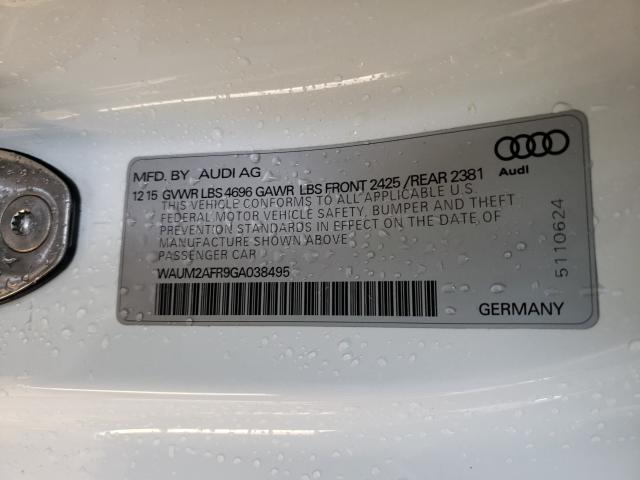 MFD. BY AUDI AG
12 15 GVWR LBS 4696 GAWR LBS FRONT 2425 / REAR 2381
THIS VEHICLE CONFORMS TO ALL APPLICABLE U.S.
FEDERAL MOTOR VEHICLE SAFETY, BUMPER AND THEFT
PREVENTION STANDARDS IN EFFECT ON THE DATE OF
MANUFACTURE SHOWN ABOVE
PASSENGER CAR
WAUM2AFR9GA038495
Audi
5110624
GERMANY